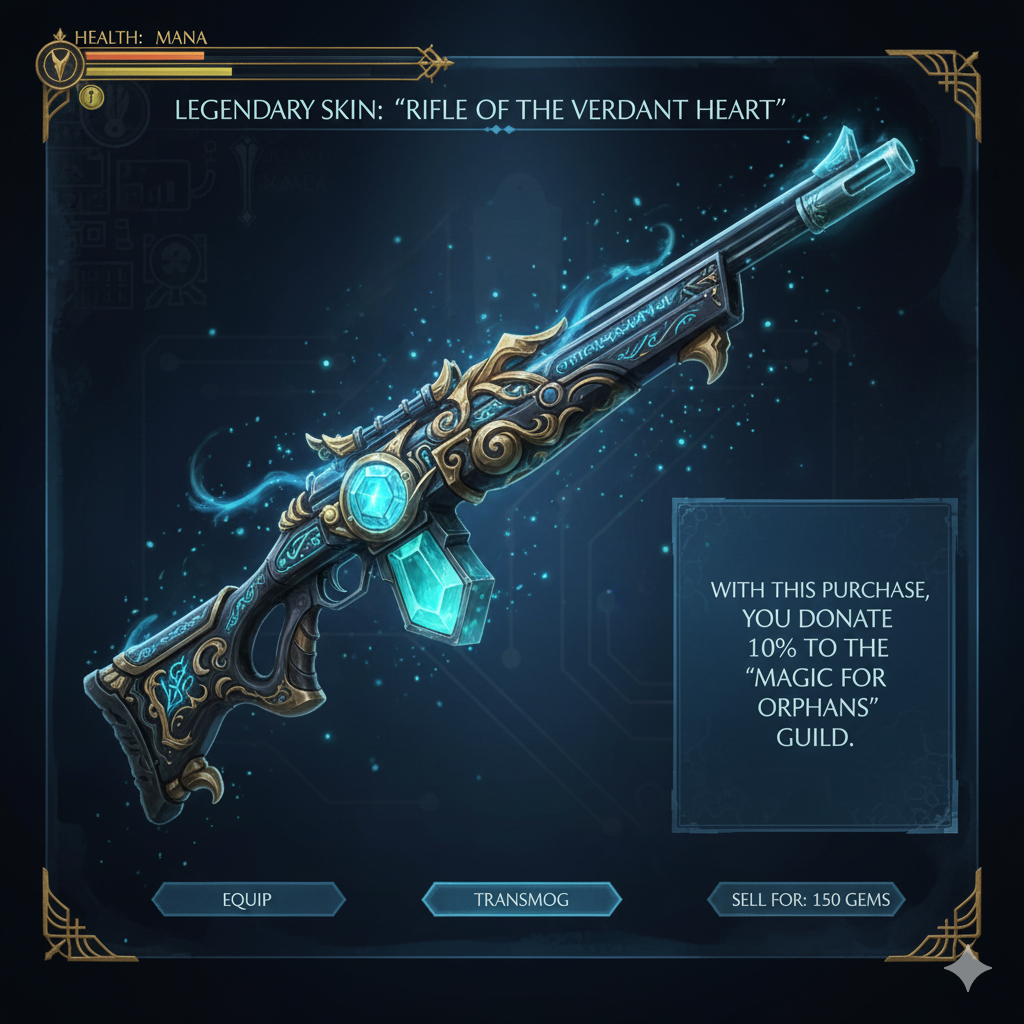 HEALTH: MANA
LEGENDARY SKIN: “RIFLE OF THE VERDANT HEART”
WITH THIS PURCHASE,
YOU DONATE
10% TO THE
“MAGIC FOR
ORPHANS”
GUILD.
EQUIP
TRANSMOG
SELL FOR: 150 GEMS